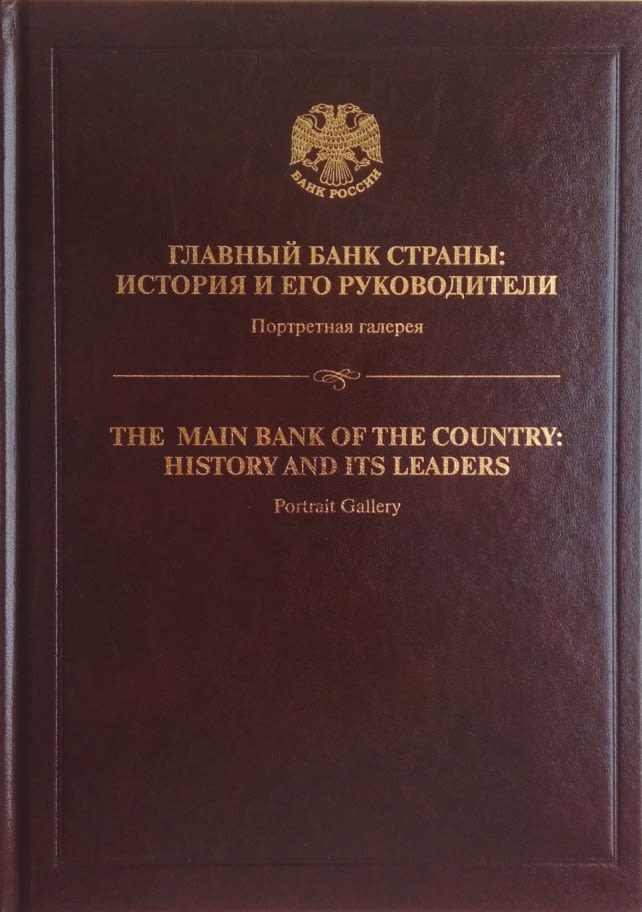 БАНК РОССИИ
ГЛАВНЫЙ БАНК СТРАНЫ:
ИСТОРИЯ И ЕГО РУКОВОДИТЕЛИ
Портретная галерея
THE MAIN BANK OF THE COUNTRY:
HISTORY AND ITS LEADERS
Portrait Gallery